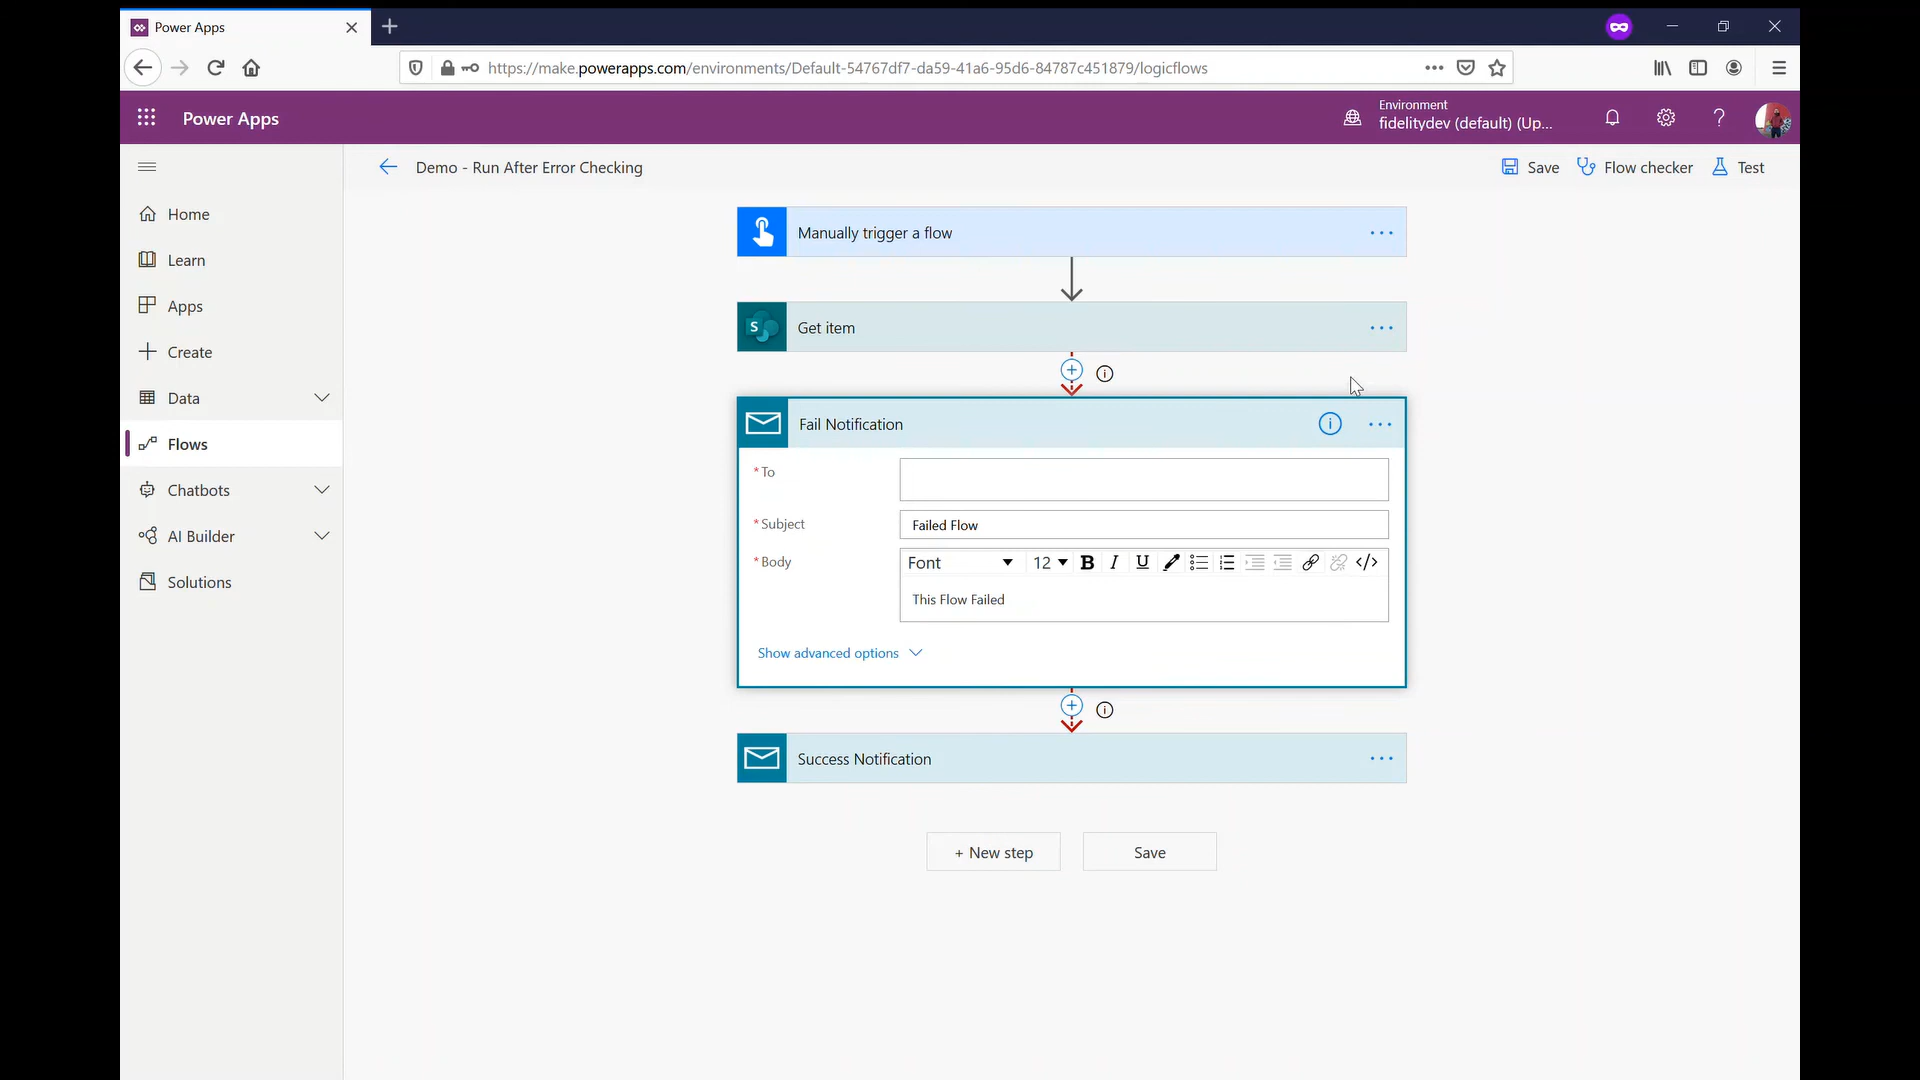 Power Apps
https://make.powerapps.com/environments/Default-54767df7-da59-41a6-95d6-84787c451879/logicflows
Power Apps
Environment
fidelitydev (default) (Up...
Demo - Run After Error Checking
Save
Flow checker
Test
Home
Learn
Apps
Create
Data
Flows
Chatbots
AI Builder
Solutions
Manually trigger a flow
Get item
Fail Notification
* To
* Subject
Failed Flow
* Body
Font
12
B
I
U
</>
This Flow Failed
Show advanced options
Success Notification
+ New step
Save